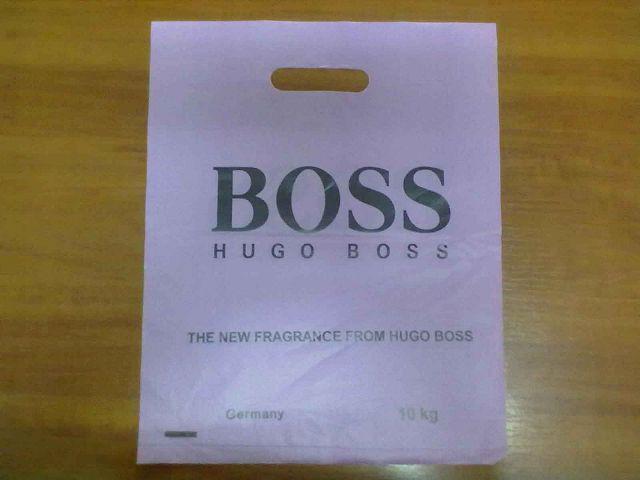 BOSS
HUGO BOSS
THE NEW FRAGRANCE FROM HUGO BOSS
Germany 10 kg